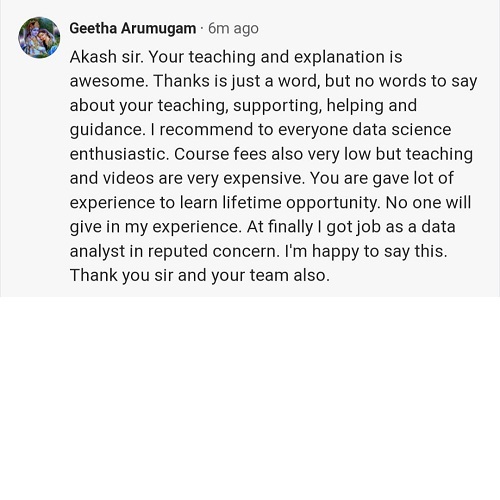 Geetha Arumugam · 6m ago
Akash sir. Your teaching and explanation is
awesome. Thanks is just a word, but no words to say
about your teaching, supporting, helping and
guidance. I recommend to everyone data science
enthusiastic. Course fees also very low but teaching
and videos are very expensive. You are gave lot of
experience to learn lifetime opportunity. No one will
give in my experience. At finally I got job as a data
analyst in reputed concern. I'm happy to say this.
Thank you sir and your team also.